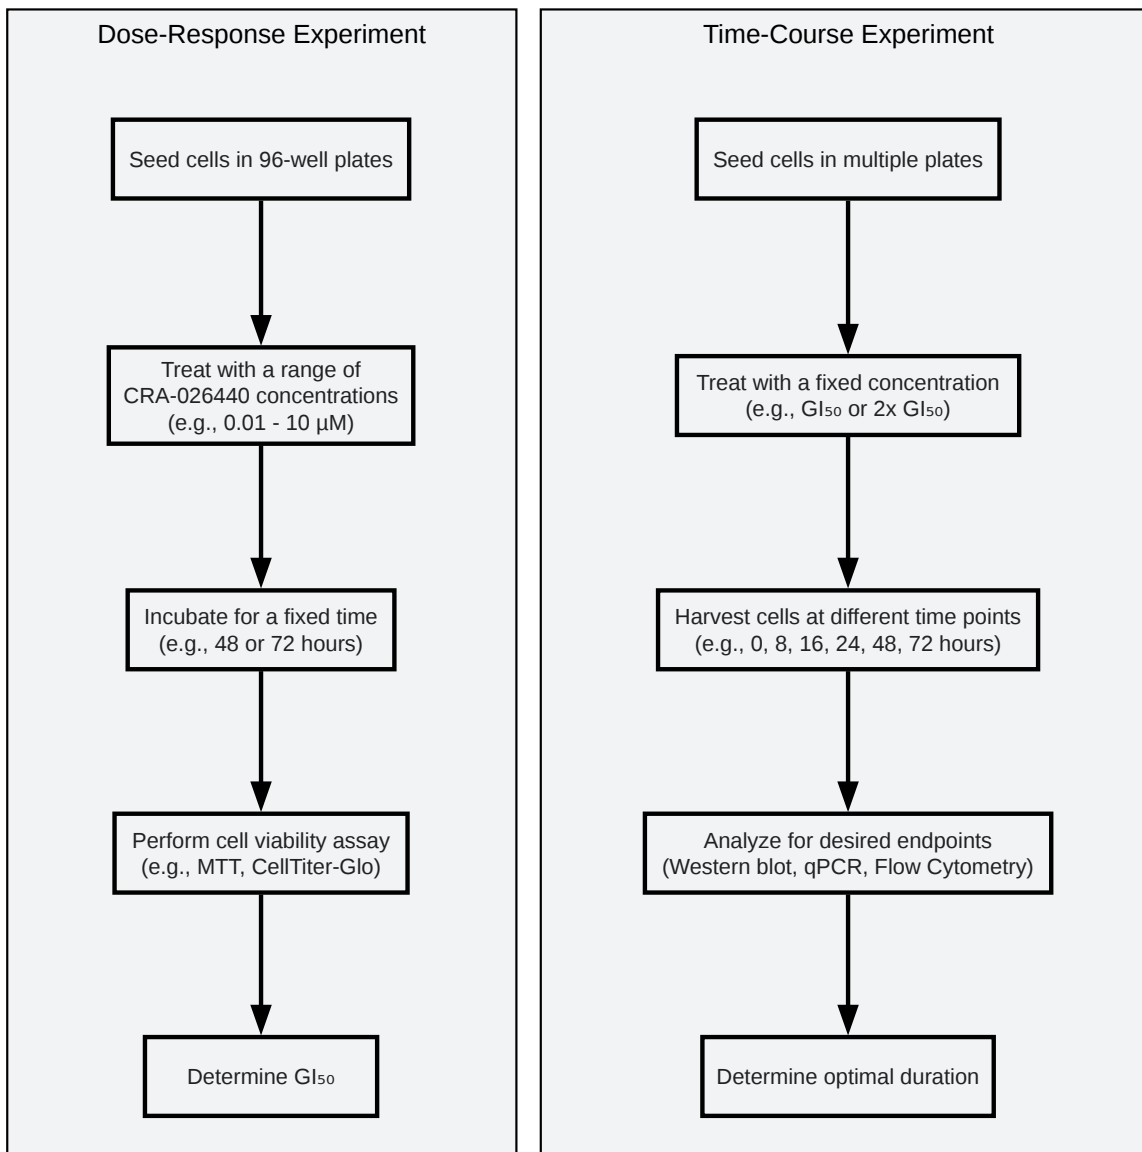 Dose-Response Experiment
Seed cells in 96-well plates
Treat with a range of
CRA-026440 concentrations
(e.g., 0.01 - 10 µM)
Incubate for a fixed time
(e.g., 48 or 72 hours)
Perform cell viability assay
(e.g., MTT, CellTiter-Glo)
Determine GI₅₀
Time-Course Experiment
Seed cells in multiple plates
Treat with a fixed concentration
(e.g., GI₅₀ or 2x GI₅₀)
Harvest cells at different time points
(e.g., 0, 8, 16, 24, 48, 72 hours)
Analyze for desired endpoints
(Western blot, qPCR, Flow Cytometry)
Determine optimal duration